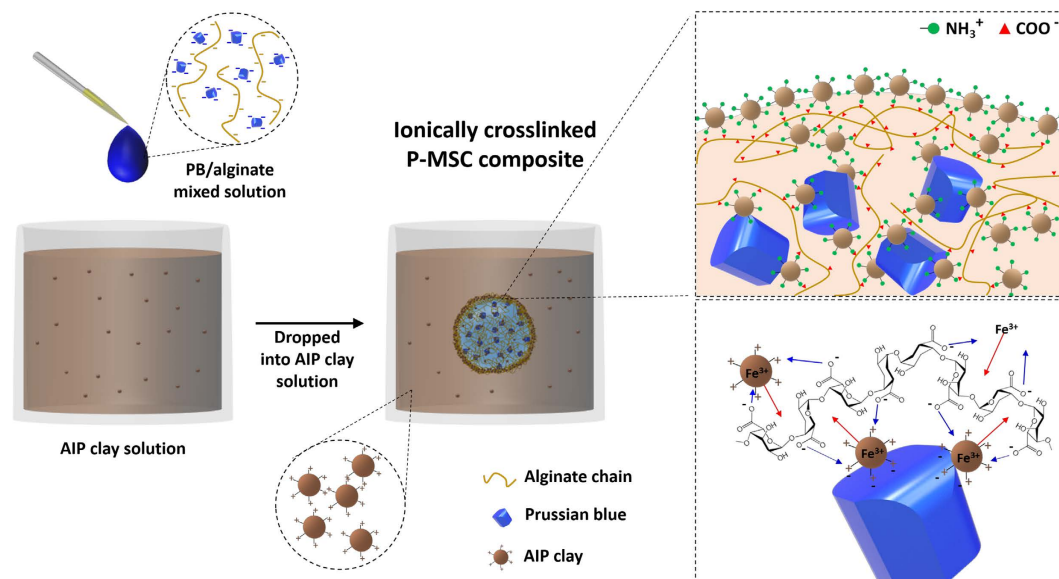 PB/alginate
mixed solution
AIP clay solution
Dropped
into AIP clay
solution
Ionically crosslinked
P-MSC composite
Alginate chain
Prussian blue
AIP clay
NH₃⁺ COO⁻
Fe³⁺
Fe³⁺
Fe³⁺
Fe³⁺